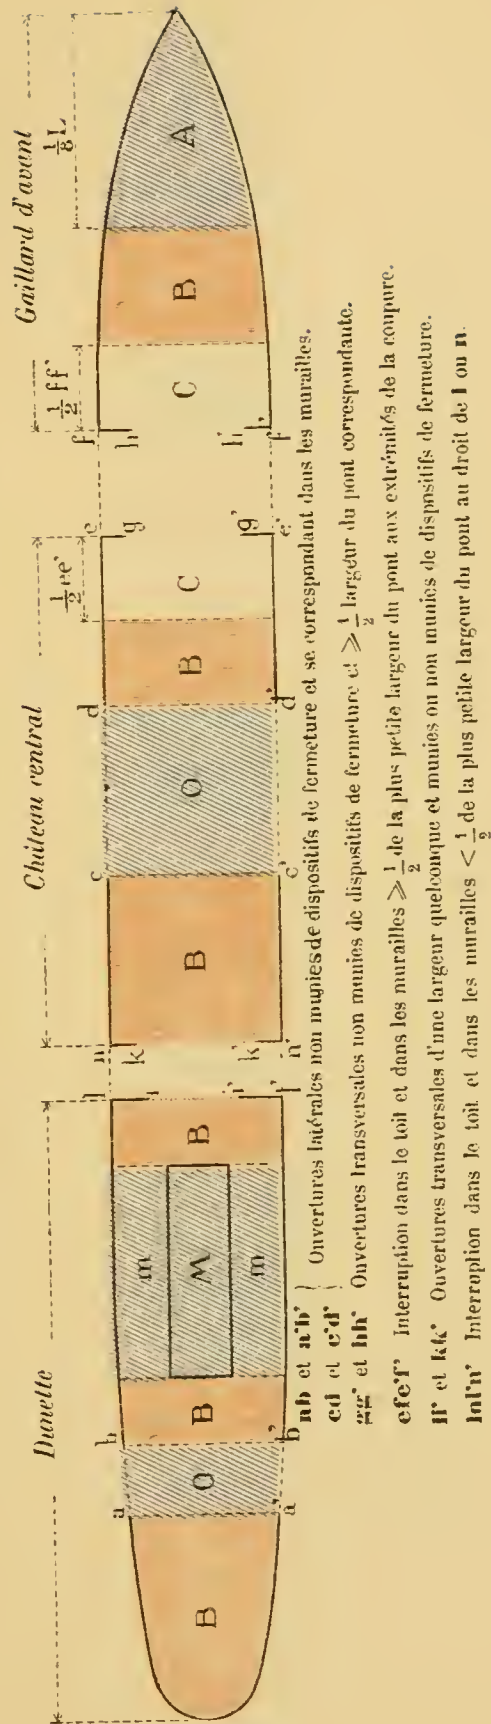 Dunette
Château central
Gaillard d'avant
1/2 ee'
1/2 ff'
1/8 L
a b l n c d e f
B O B m M m B B O B C C B A
i k g h
i' k' g' h'
a' b' l' n' c' d' e' f'
ab et a'b' } Ouvertures latérales non munies de dispositifs de fermeture et se correspondant dans les murailles.
cd et c'd'
gg' et hh' Ouvertures transversales non munies de dispositifs de fermeture et ⩾ 1/2 largeur du pont correspondante.
efe'f' Interruption dans le toit et dans les murailles ⩾ 1/2 de la plus petite largeur du pont aux extrémités de la coupure.
ii' et kk' Ouvertures transversales d'une largeur quelconque et munies ou non munies de dispositifs de fermeture.
lnl'n' Interruption dans le toit et dans les murailles < 1/2 de la plus petite largeur du pont au droit de l ou n.